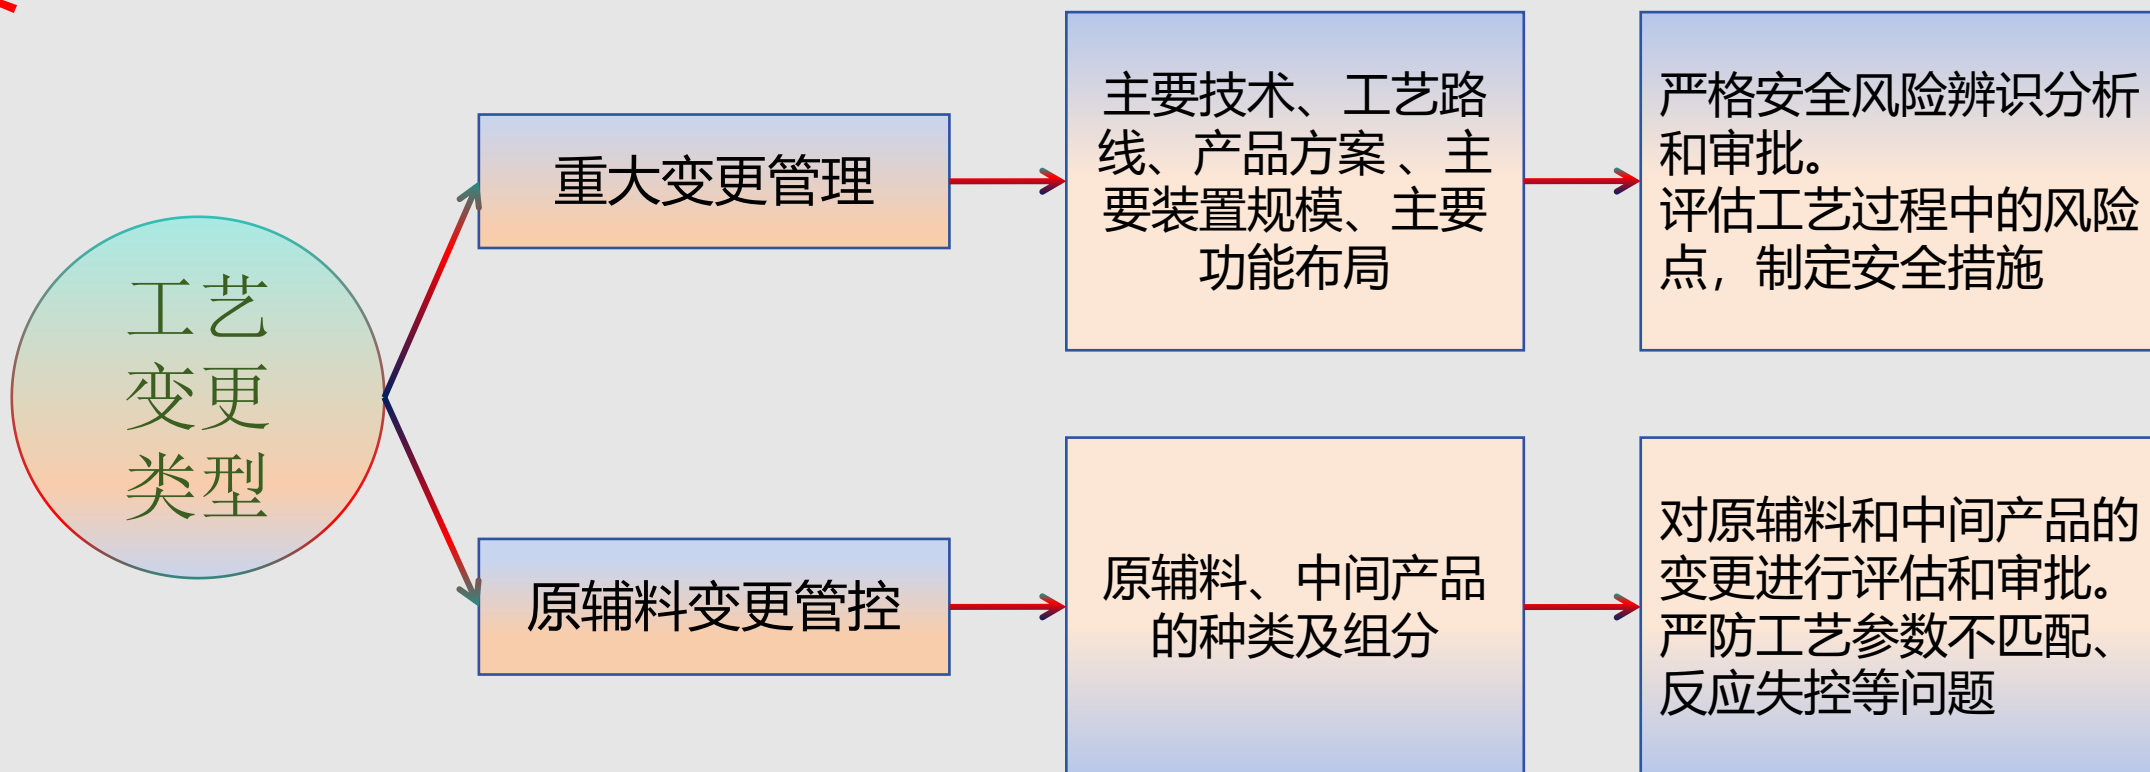 工艺
变更
类型
重大变更管理
主要技术、工艺路
线、产品方案、主
要装置规模、主要
功能布局
严格安全风险辨识分析
和审批。
评估工艺过程中的风险
点，制定安全措施
原辅料变更管控
原辅料、中间产品
的种类及组分
对原辅料和中间产品的
变更进行评估和审批。
严防工艺参数不匹配、
反应失控等问题